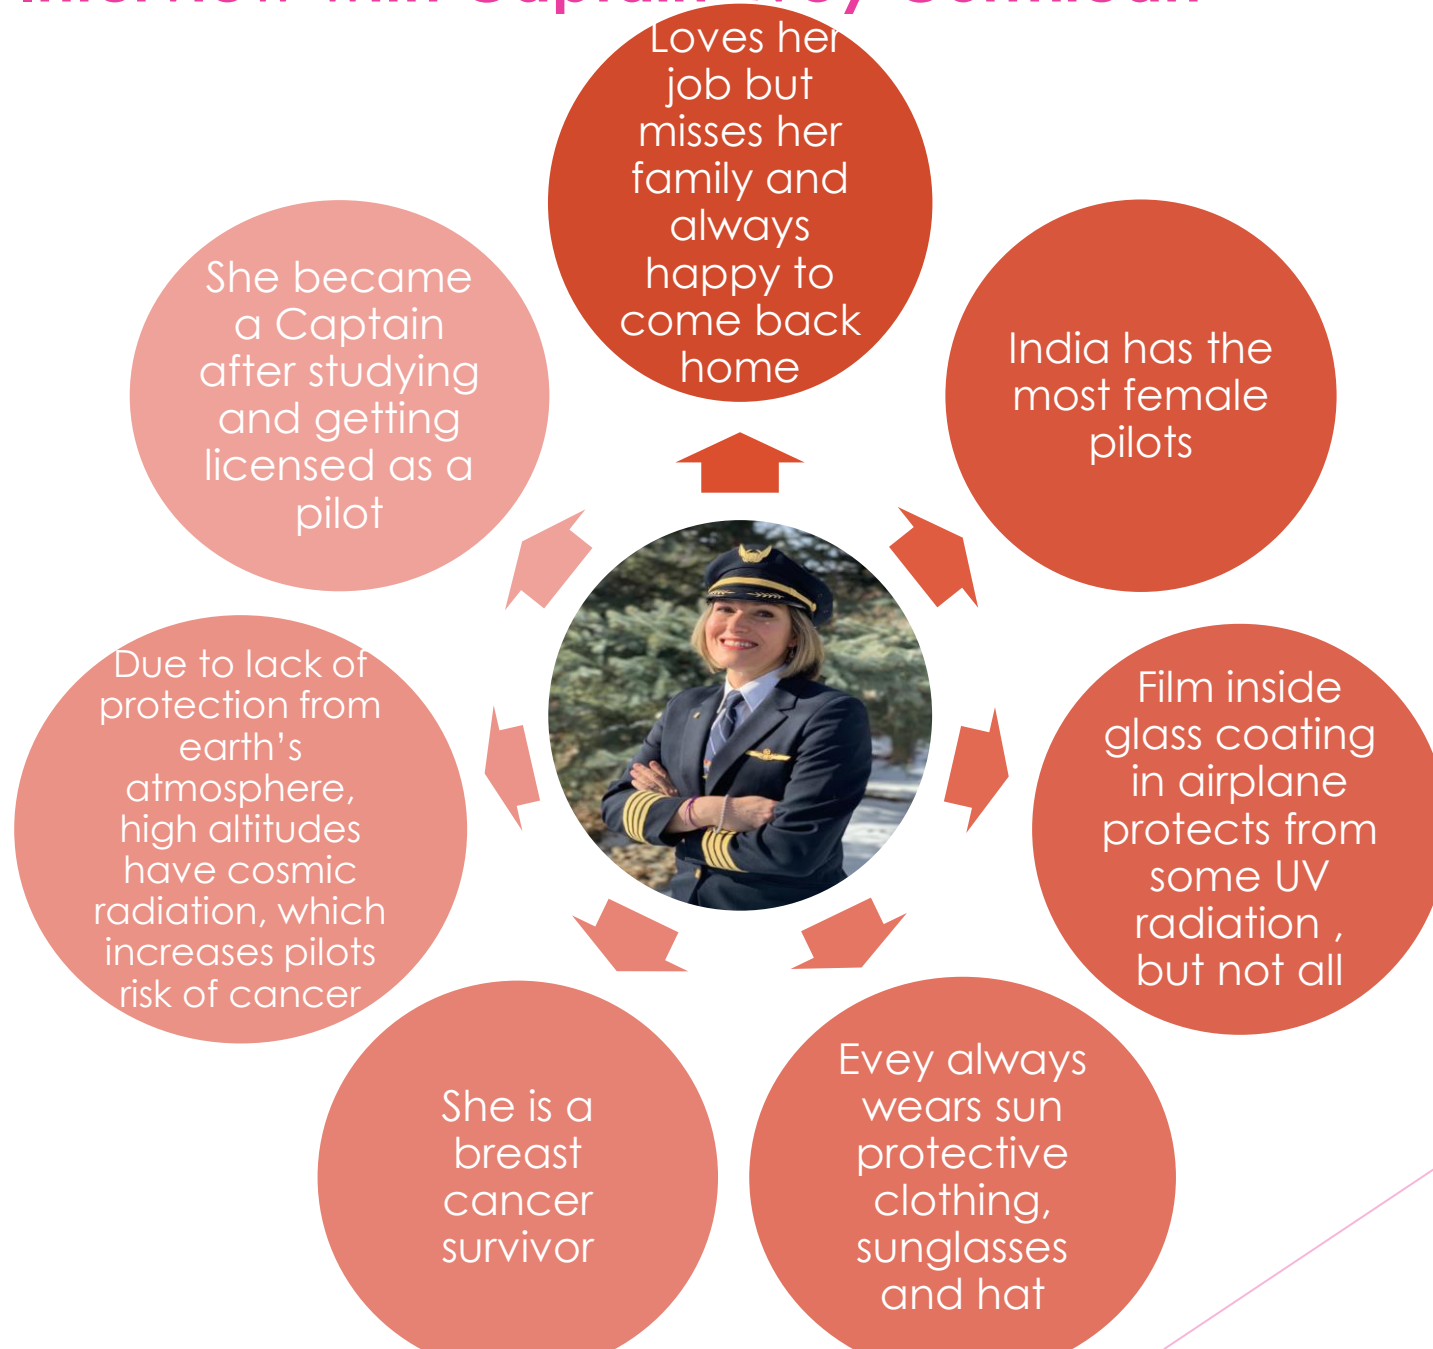 Interview with Captain
Loves her
job but
misses her
family and
always
happy to
come back
home
India has the
most female
pilots
Film inside
glass coating
in airplane
protects from
some UV
radiation ,
but not all
Evey always
wears sun
protective
clothing,
sunglasses
and hat
She is a
breast
cancer
survivor
Due to lack of
protection from
earth’s
atmosphere,
high altitudes
have cosmic
radiation, which
increases pilots
risk of cancer
She became
a Captain
after studying
and getting
licensed as a
pilot